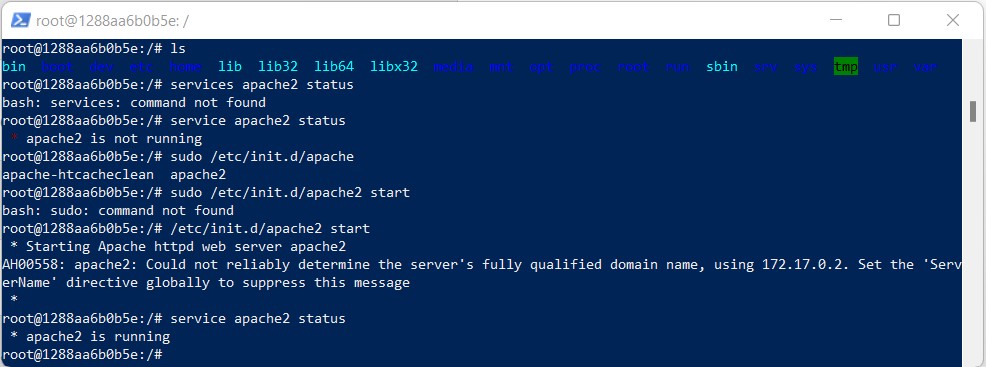 root@1288aa6b0b5e: /
root@1288aa6b0b5e:/# ls
bin boot dev etc home lib lib32 lib64 libx32 media mnt opt proc root run sbin srv sys tmp usr var
root@1288aa6b0b5e:/# services apache2 status
bash: services: command not found
root@1288aa6b0b5e:/# service apache2 status
* apache2 is not running
root@1288aa6b0b5e:/# sudo /etc/init.d/apache
apache-htcacheclean apache2
root@1288aa6b0b5e:/# sudo /etc/init.d/apache2 start
bash: sudo: command not found
root@1288aa6b0b5e:/# /etc/init.d/apache2 start
* Starting Apache httpd web server apache2
AH00558: apache2: Could not reliably determine the server's fully qualified domain name, using 172.17.0.2. Set the 'Serv
erName' directive globally to suppress this message
*
root@1288aa6b0b5e:/# service apache2 status
* apache2 is running
root@1288aa6b0b5e:/#